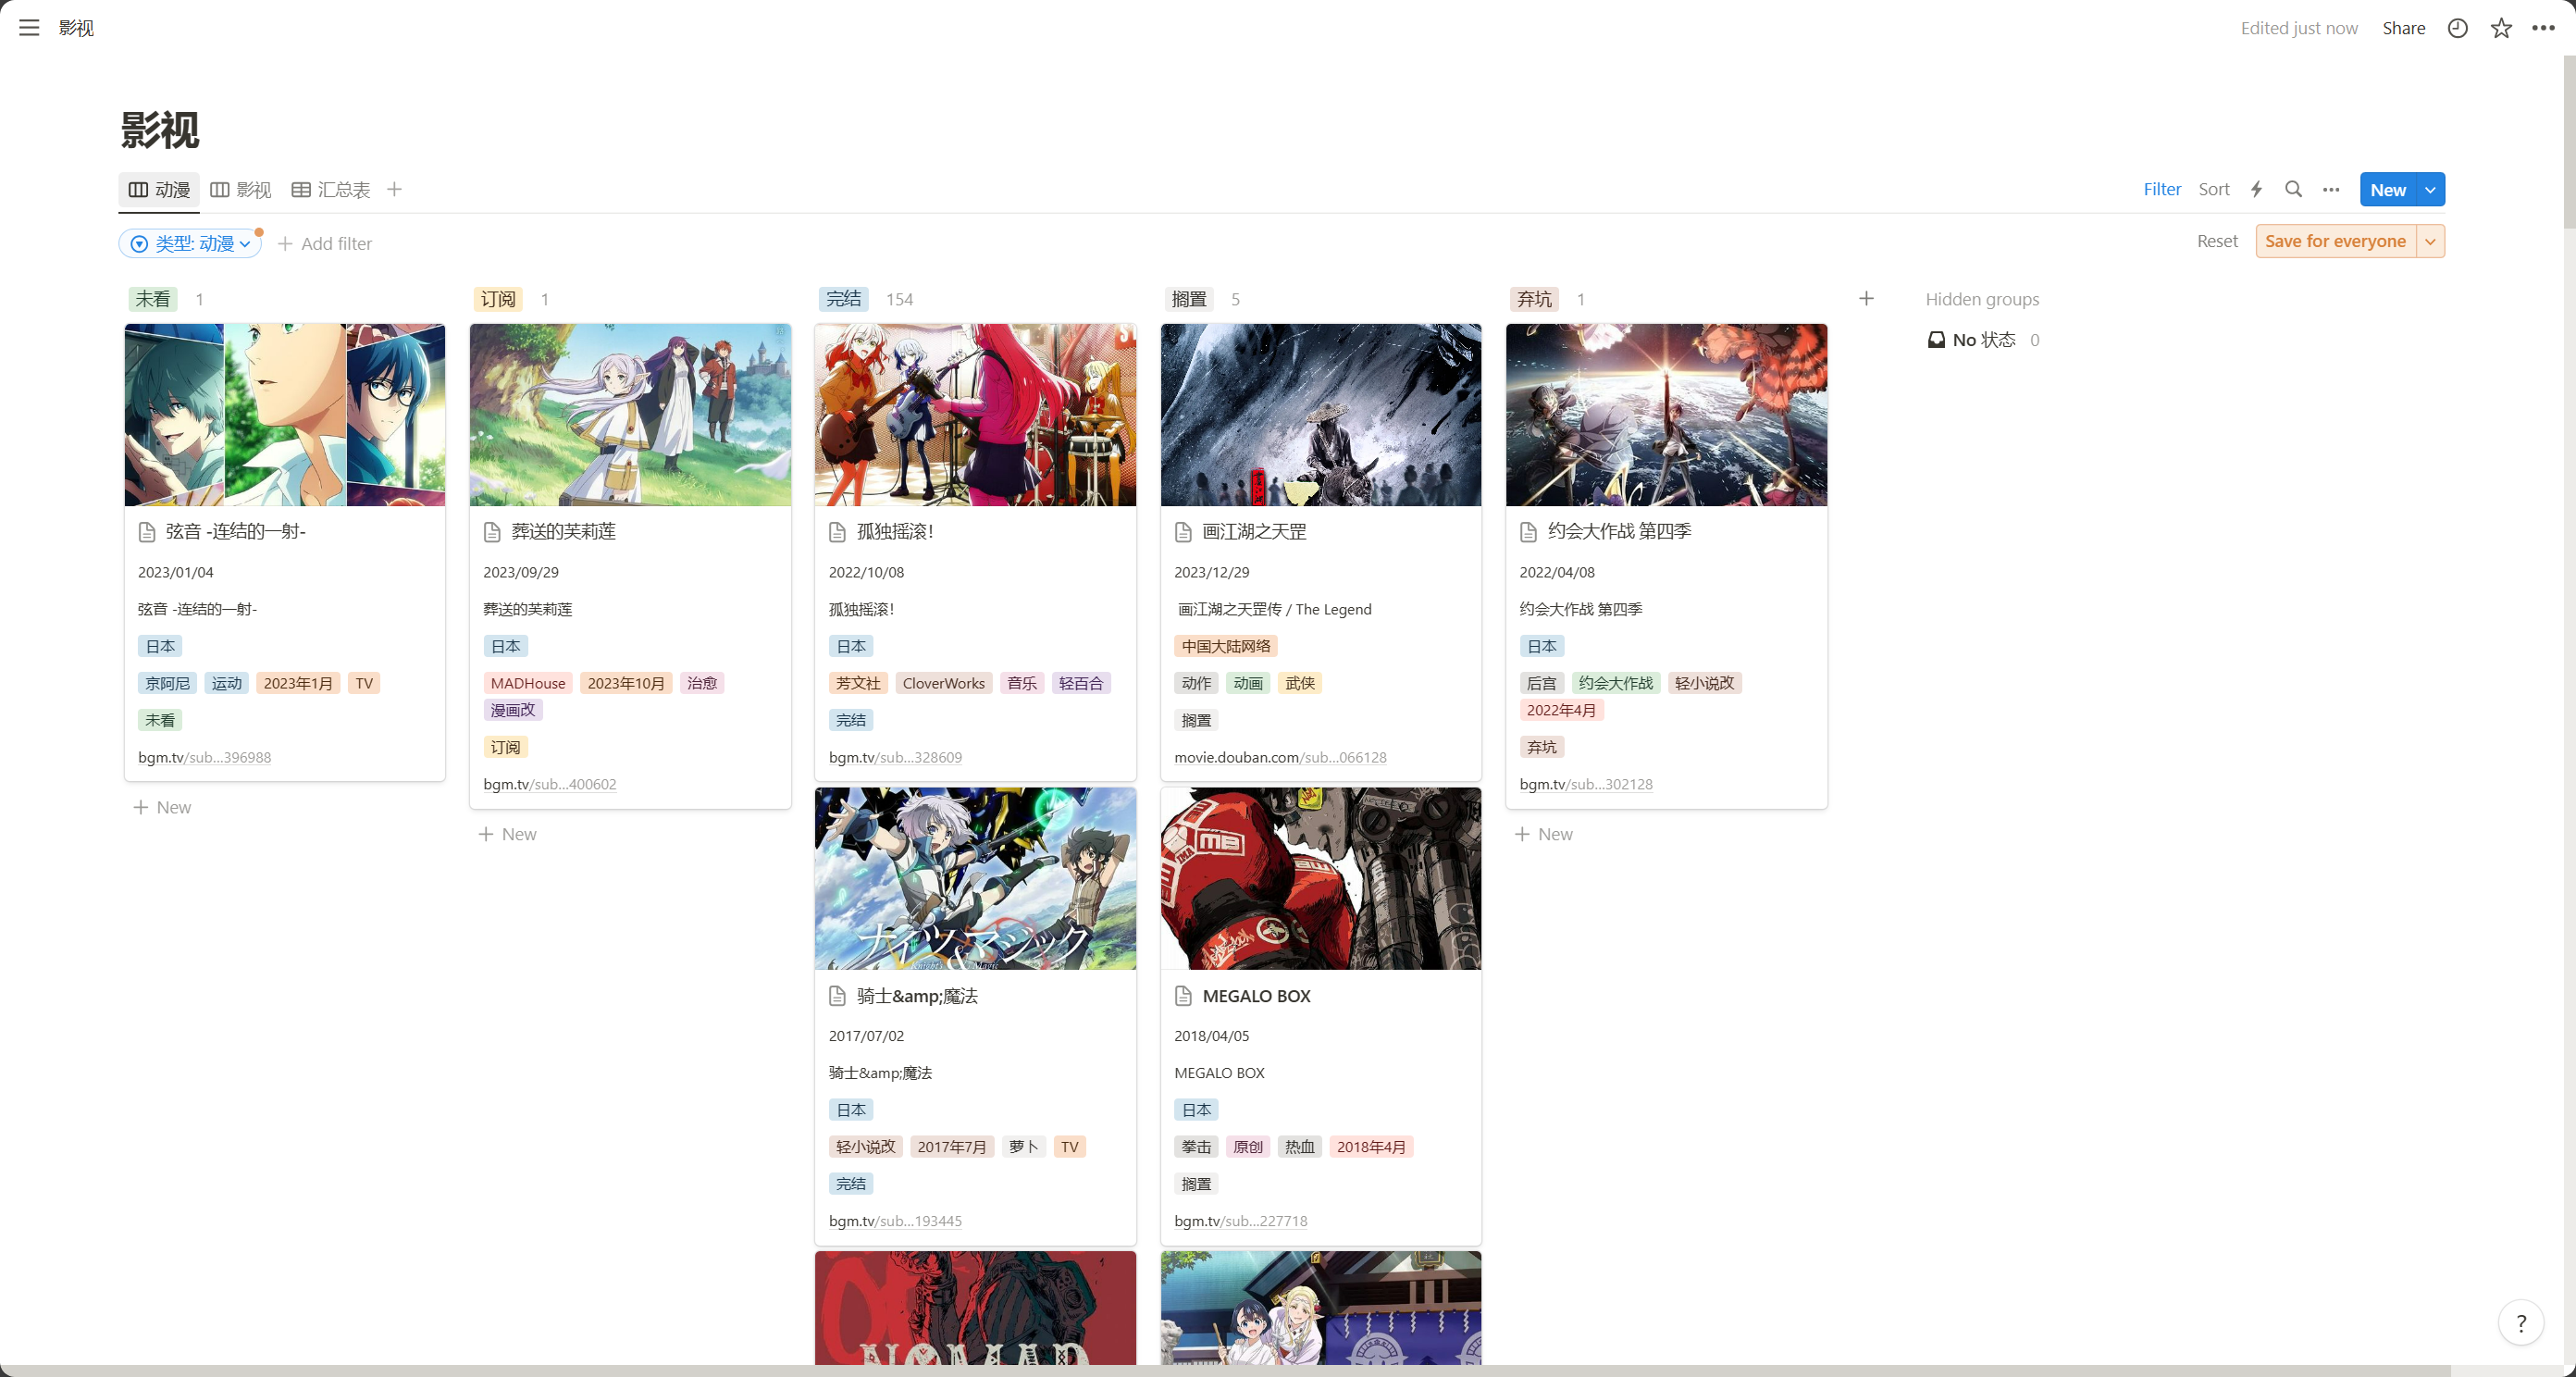 影视
Edited just now Share
影视
动漫 影视 汇总表
Filter Sort New
类型: 动漫 Add filter
Reset Save for everyone
未看 1
弦音 -连结的一射-
2023/01/04
弦音 -连结的一射-
日本
京阿尼 运动 2023年1月 TV
未看
bgm.tv/sub...396988
New
订阅 1
葬送的芙莉莲
2023/09/29
葬送的芙莉莲
日本
MADHouse 2023年10月 治愈
漫画改
订阅
bgm.tv/sub...400602
New
完结 154
孤独摇滚!
2022/10/08
孤独摇滚!
日本
芳文社 CloverWorks 音乐 轻百合
完结
bgm.tv/sub...328609
ナイツ&マジック
骑士&amp;魔法
2017/07/02
骑士&amp;魔法
日本
轻小说改 2017年7月 萝卜 TV
完结
bgm.tv/sub...193445
NOMAD
搁置 5
画江湖之天罡
2023/12/29
画江湖之天罡传 / The Legend
中国大陆网络
动作 动画 武侠
搁置
movie.douban.com/sub...066128
MB
MEGALO BOX
2018/04/05
MEGALO BOX
日本
拳击 原创 热血 2018年4月
搁置
bgm.tv/sub...227718
弃坑 1
约会大作战 第四季
2022/04/08
约会大作战 第四季
日本
后宫 约会大作战 轻小说改
2022年4月
弃坑
bgm.tv/sub...302128
New
Hidden groups
No 状态 0
?